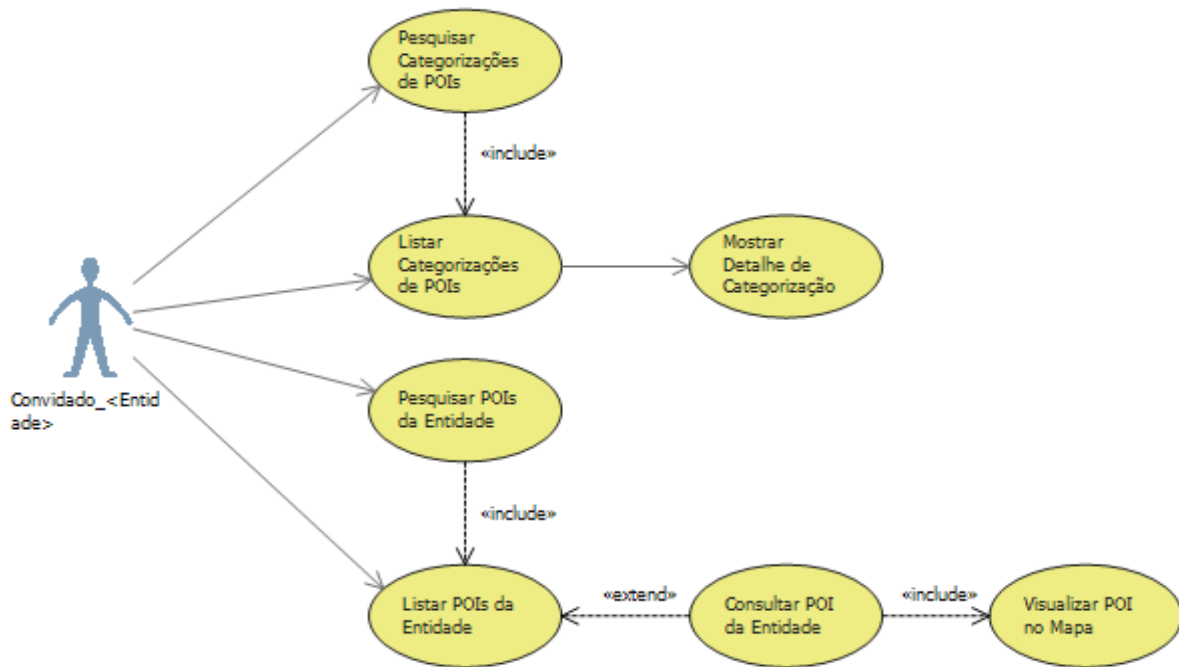 Pesquisar
Categorizações
de POIs
«include»
Listar
Categorizações
de POIs
Mostrar
Detalhe de
Categorização
Convidado_<Entid
ade>
Pesquisar POIs
da Entidade
«include»
Listar POIs da
Entidade
«extend»
Consultar POI
da Entidade
«include»
Visualizar POI
no Mapa